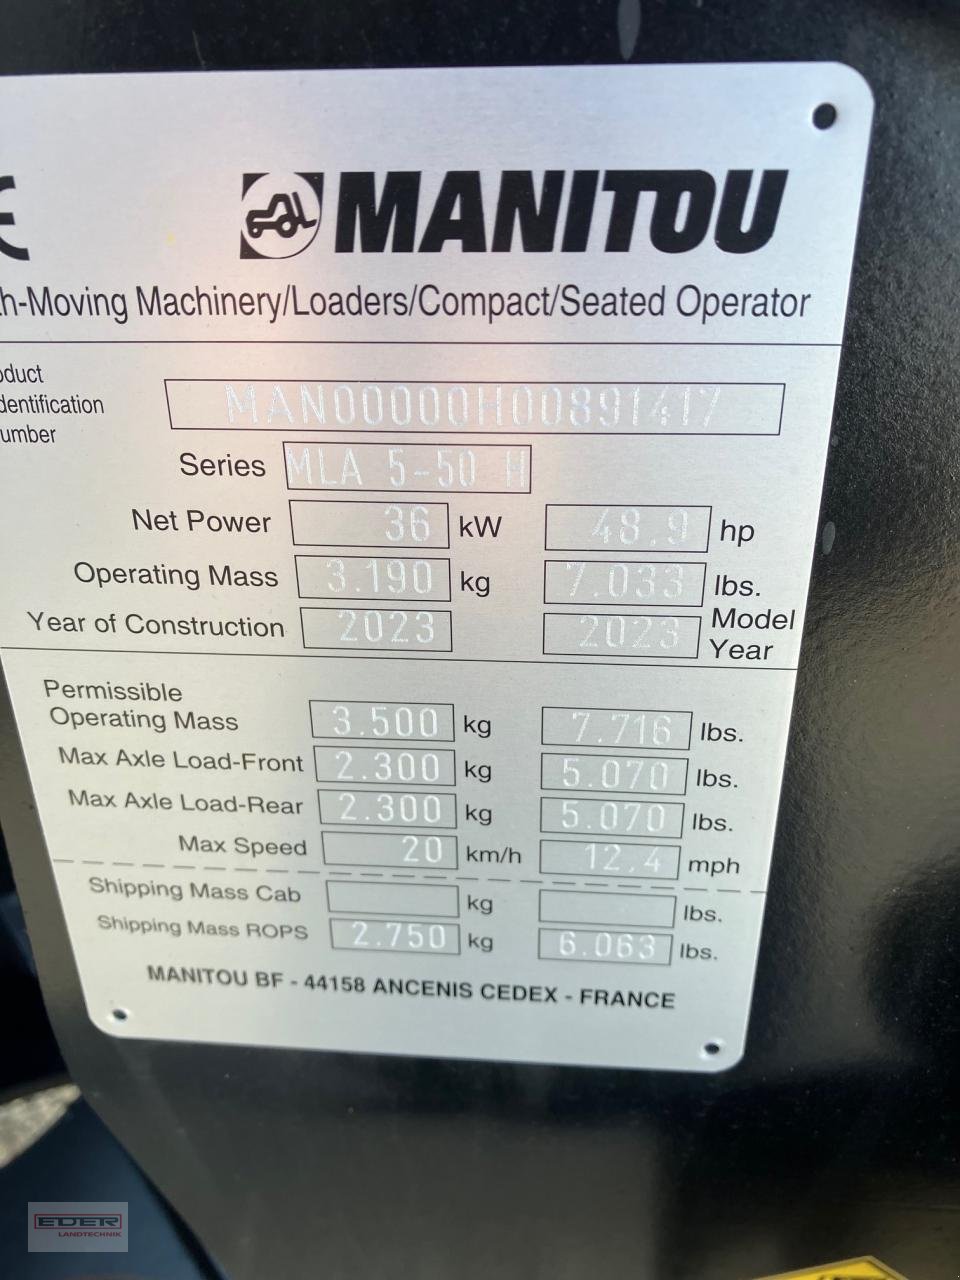 MANITOU
h-Moving Machinery/Loaders/Compact/Seated Operator
oduct
dentification
umber
MAN00000H00891417
Series MLA 5-50 H
Net Power 36 kW 48.9 hp
Operating Mass 3.190 kg 7.033 lbs.
Year of Construction 2023 2023 Model Year
Permissible
Operating Mass 3.500 kg 7.716 lbs.
Max Axle Load-Front 2.300 kg 5.070 lbs.
Max Axle Load-Rear 2.300 kg 5.070 lbs.
Max Speed 20 km/h 12.4 mph
Shipping Mass Cab kg lbs.
Shipping Mass ROPS 2.750 kg 6.063 lbs.
MANITOU BF - 44158 ANCENIS CEDEX - FRANCE
EDER
LANDTECHNIK